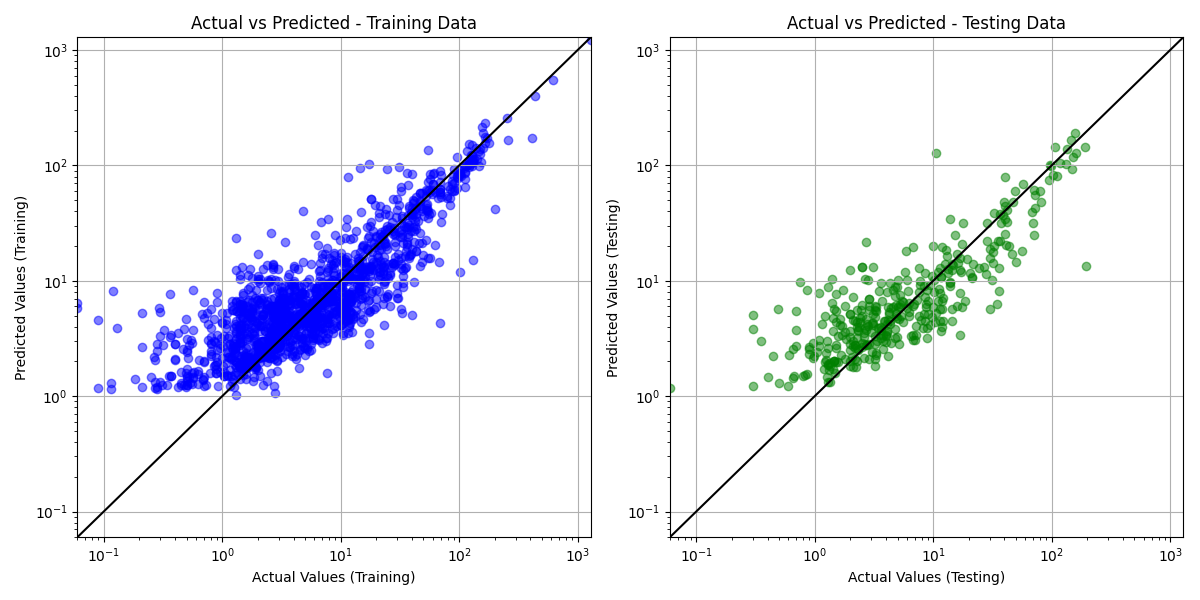 Actual vs Predicted - Training Data
Predicted Values (Training)
10³
10²
10¹
10⁰
10⁻¹
10⁻¹ 10⁰ 10¹ 10² 10³
Actual Values (Training)
Actual vs Predicted - Testing Data
Predicted Values (Testing)
10³
10²
10¹
10⁰
10⁻¹
10⁻¹ 10⁰ 10¹ 10² 10³
Actual Values (Testing)